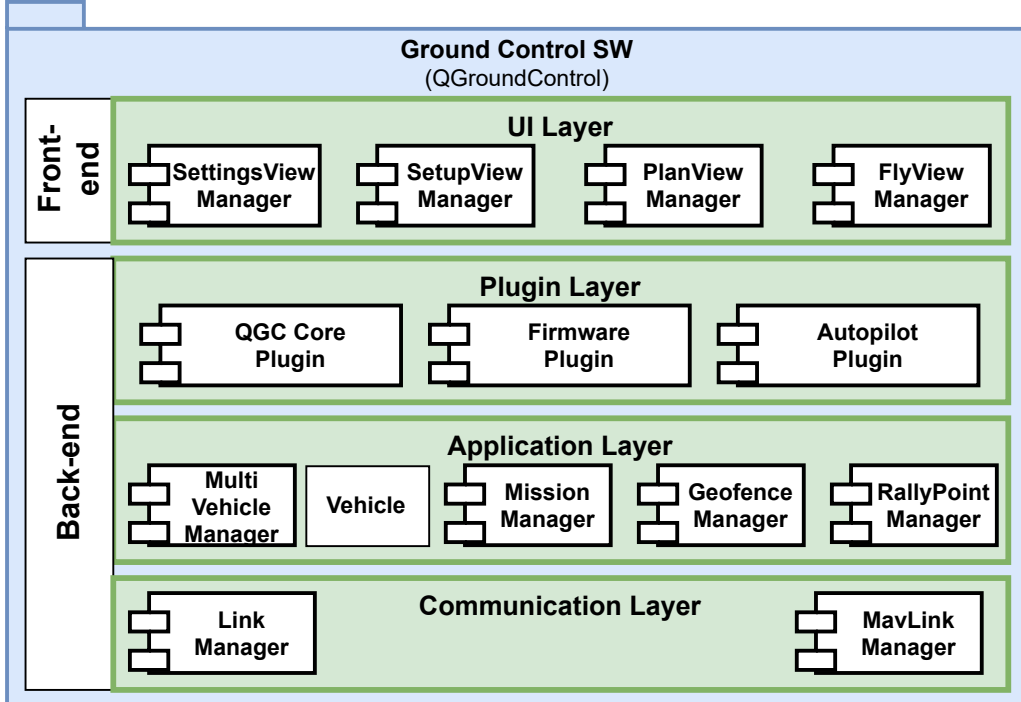 Ground Control SW
(QGroundControl)
Front-
end
UI Layer
SettingsView
Manager
SetupView
Manager
PlanView
Manager
FlyView
Manager
Back-end
Plugin Layer
QGC Core
Plugin
Firmware
Plugin
Autopilot
Plugin
Application Layer
Multi
Vehicle
Manager
Vehicle
Mission
Manager
Geofence
Manager
RallyPoint
Manager
Communication Layer
Link
Manager
MavLink
Manager